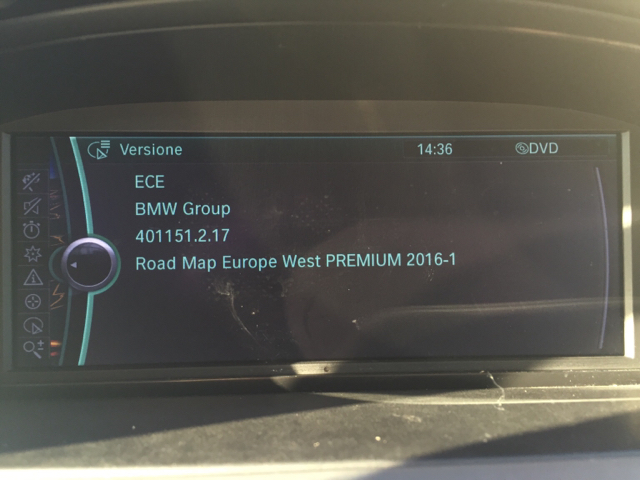 Versione 14:36 DVD
ECE
BMW Group
401151.2.17
Road Map Europe West PREMIUM 2016-1